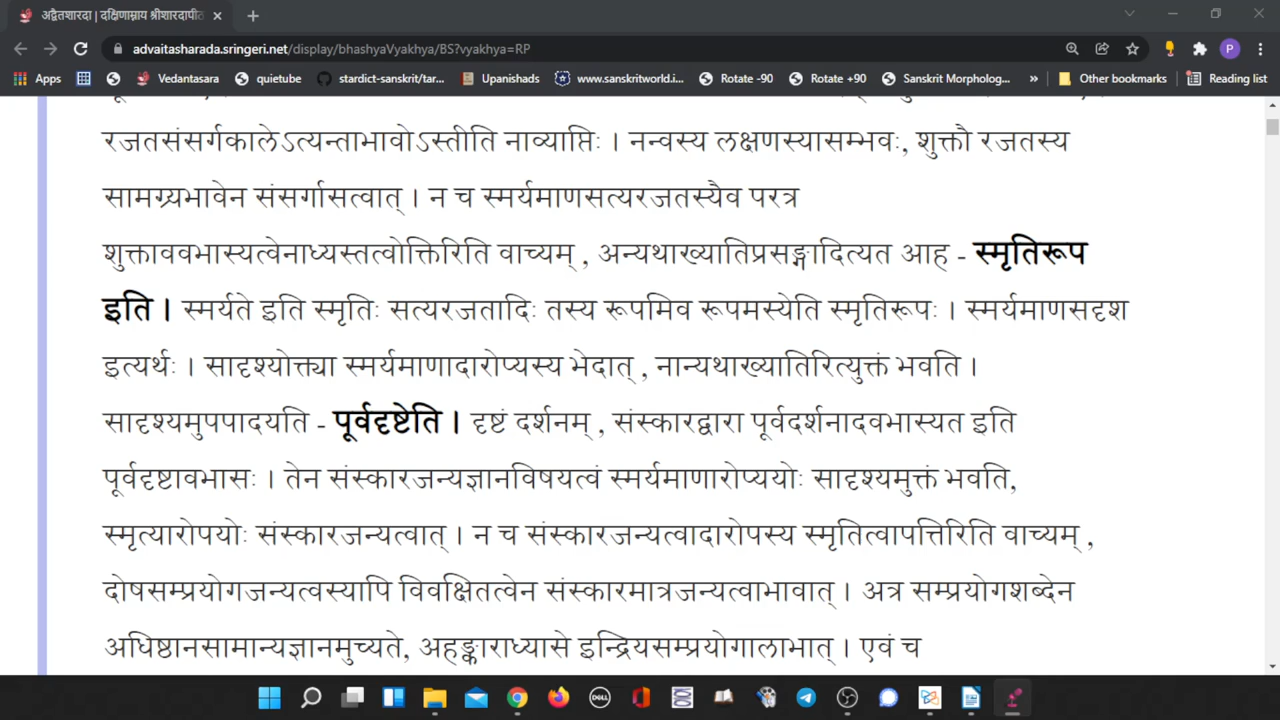 अद्वैतशारदा | दक्षिणाम्नाय श्रीशारदापीठ
advaitasharada.sringeri.net/display/bhashyaVyakhya/BS?vyakhya=RP
P
Apps Vedantasara quietube stardict-sanskrit/tar... Upanishads www.sanskritworld.i... Rotate -90 Rotate +90 Sanskrit Morpholog... » Other bookmarks Reading list
रजतसंसर्गकालेऽत्यन्ताभावोऽस्तीति नाव्याप्तिः । नन्वस्य लक्षणस्यासम्भवः, शुक्तौ रजतस्य
सामग्र्यभावेन संसर्गासत्वात् । न च स्मर्यमाणसत्यरजतस्यैव परत्र
शुक्ताववभास्यत्वेनाध्यस्तत्वोक्तिरिति वाच्यम् , अन्यथाख्यातिप्रसङ्गादित्यत आह - स्मृतिरूप
इति । स्मर्यते इति स्मृतिः सत्यरजतादिः तस्य रूपमिव रूपमस्येति स्मृतिरूपः । स्मर्यमाणसदृश
इत्यर्थः । सादृश्योक्त्या स्मर्यमाणादारोप्यस्य भेदात् , नान्यथाख्यातिरित्युक्तं भवति ।
सादृश्यमुपपादयति - पूर्वदृष्टेति । दृष्टं दर्शनम् , संस्कारद्वारा पूर्वदर्शनादवभास्यत इति
पूर्वदृष्टावभासः । तेन संस्कारजन्यज्ञानविषयत्वं स्मर्यमाणारोप्ययोः सादृश्यमुक्तं भवति,
स्मृत्यारोपयोः संस्कारजन्यत्वात् । न च संस्कारजन्यत्वादारोपस्य स्मृतित्वापत्तिरिति वाच्यम् ,
दोषसम्प्रयोगजन्यत्वस्यापि विवक्षितत्वेन संस्कारमात्रजन्यत्वाभावात् । अत्र सम्प्रयोगशब्देन
अधिष्ठानसामान्यज्ञानमुच्यते, अहङ्काराध्यासे इन्द्रियसम्प्रयोगालाभात् । एवं च
DELL